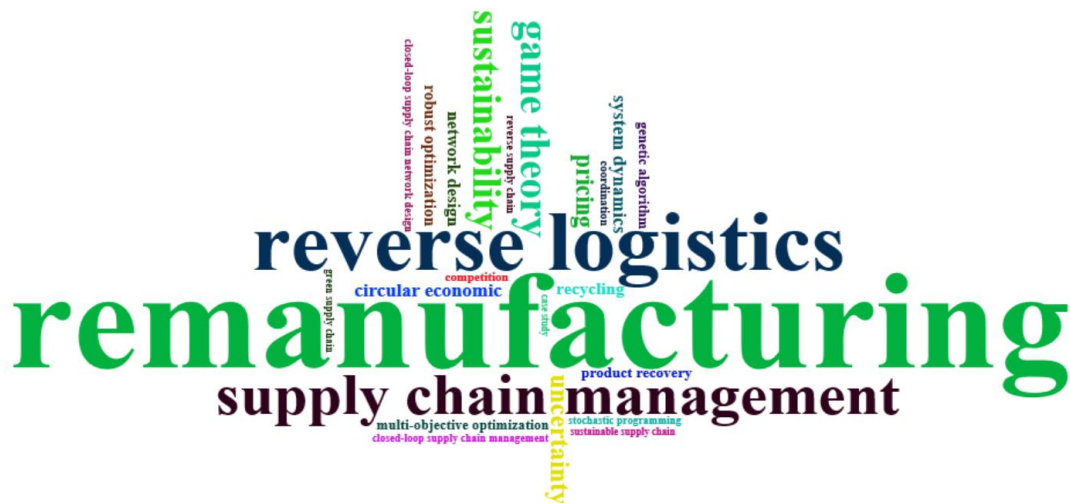 closed-loop supply chain network design
robust optimization
network design
sustainability
reverse supply chain
game theory
pricing
coordination
system dynamics
genetic algorithm
reverse logistics
competition
circular economic
recycling
green supply chain
case study
remanufacturing
product recovery
supply chain management
uncertainty
multi-objective optimization
stochastic programming
closed-loop supply chain management
sustainable supply chain